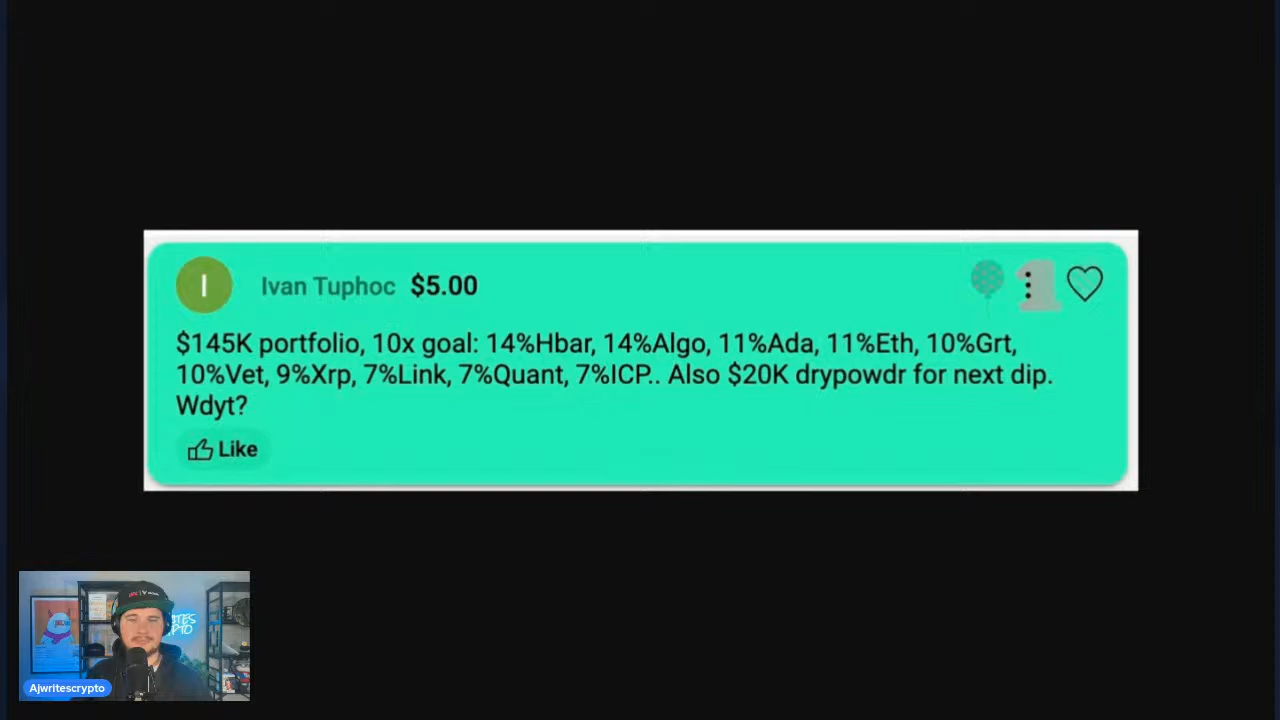 I Ivan Tuphoc $5.00
$145K portfolio, 10x goal: 14%Hbar, 14%Algo, 11%Ada, 11%Eth, 10%Grt,
10%Vet, 9%Xrp, 7%Link, 7%Quant, 7%ICP.. Also $20K drypowdr for next dip.
Wdyt?
Like
Ajwritescrypto